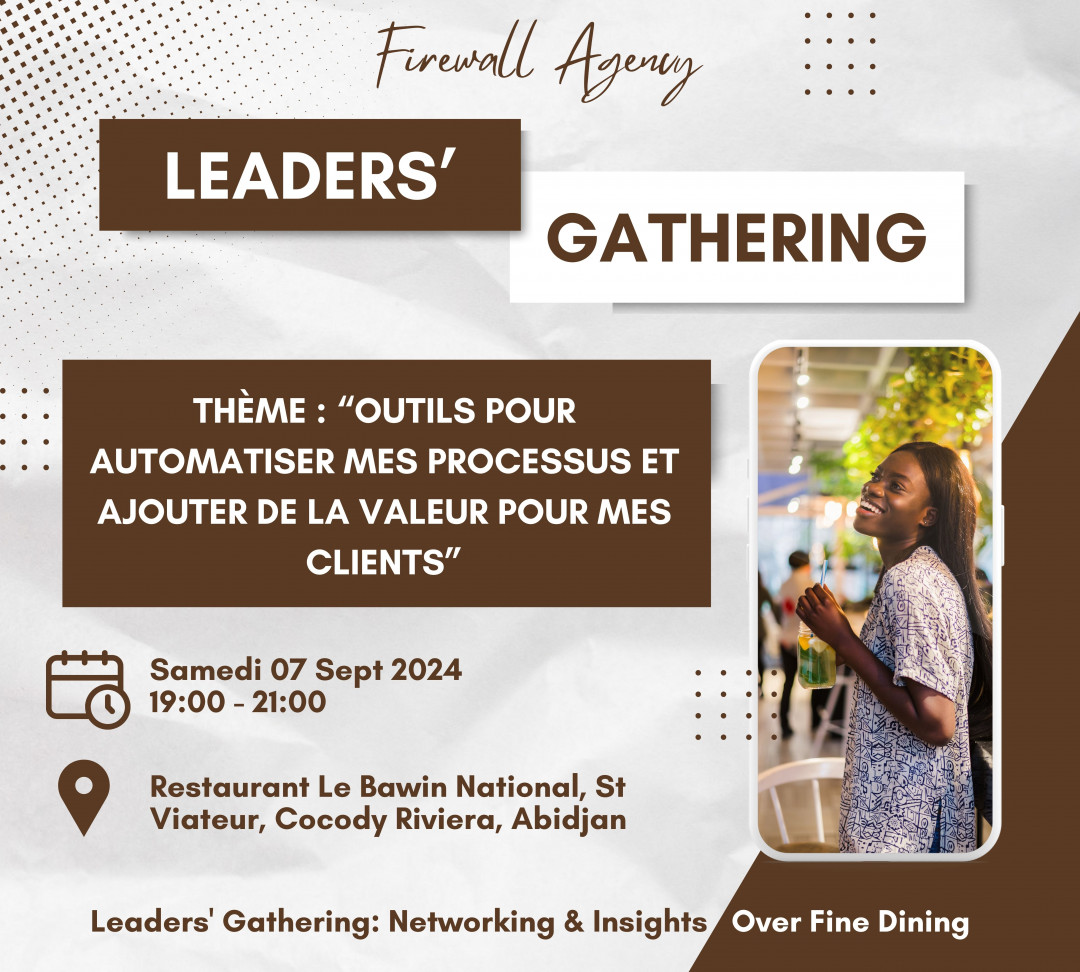 Firewall Agency
LEADERS’
GATHERING
THÈME : “OUTILS POUR
AUTOMATISER MES PROCESSUS ET
AJOUTER DE LA VALEUR POUR MES
CLIENTS”
Samedi 07 Sept 2024
19:00 - 21:00
Restaurant Le Bawin National, St
Viateur, Cocody Riviera, Abidjan
Leaders' Gathering: Networking & Insights Over Fine Dining